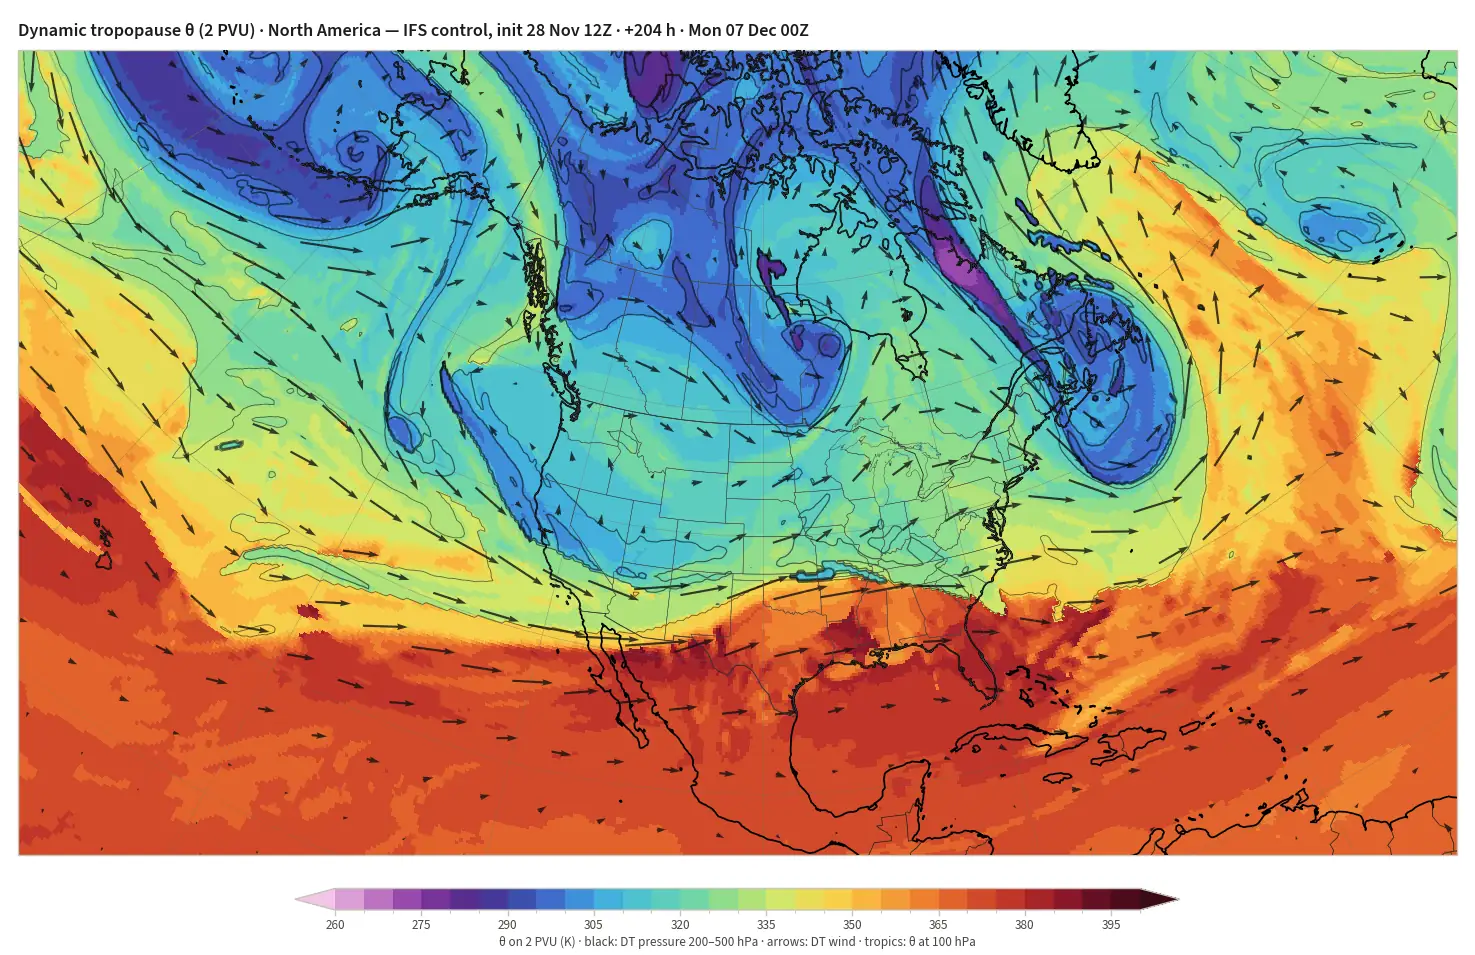 Dynamic tropopause θ (2 PVU) · North America — IFS control, init 28 Nov 12Z · +204 h · Mon 07 Dec 00Z
260 275 290 305 320 335 350 365 380 395
θ on 2 PVU (K) · black: DT pressure 200–500 hPa · arrows: DT wind · tropics: θ at 100 hPa